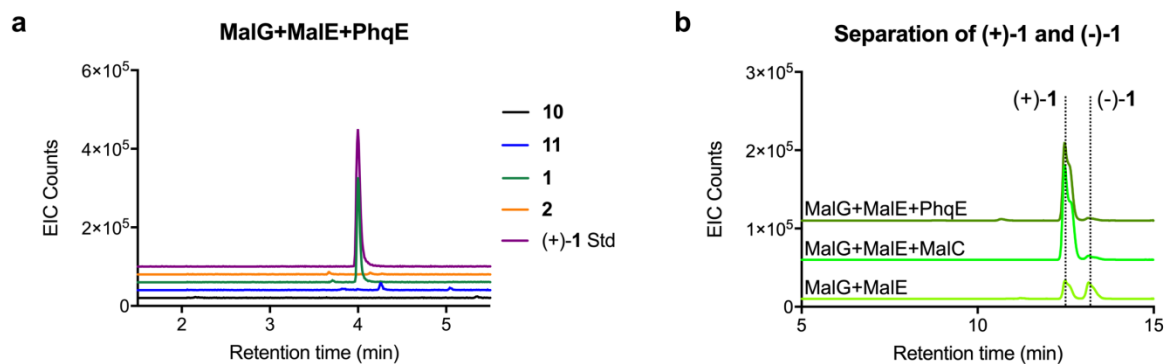 a
MalG+MalE+PhqE
6×10⁵
4×10⁵
2×10⁵
0
EIC Counts
2
3
4
5
Retention time (min)
10
11
1
2
(+)-1 Std
b
Separation of (+)-1 and (-)-1
3×10⁵
2×10⁵
1×10⁵
0
EIC Counts
(+)-1
(-)-1
MalG+MalE+PhqE
MalG+MalE+MalC
MalG+MalE
5
10
15
Retention time (min)